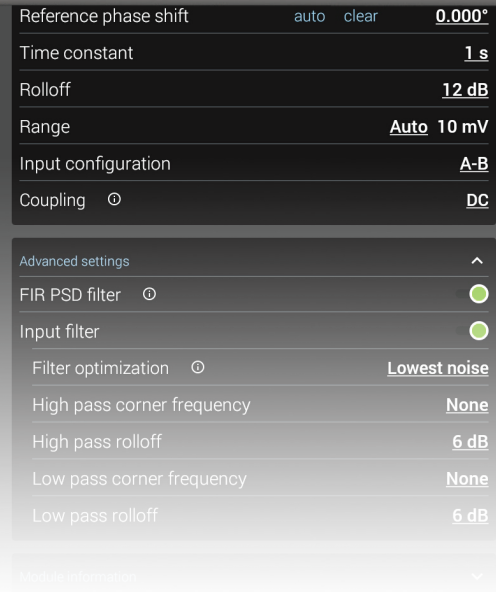 Reference phase shift auto clear 0.000°
Time constant 1 s
Rolloff 12 dB
Range Auto 10 mV
Input configuration A-B
Coupling DC
Advanced settings
FIR PSD filter
Input filter
Filter optimization Lowest noise
High pass corner frequency None
High pass rolloff 6 dB
Low pass corner frequency None
Low pass rolloff 6 dB
Module information